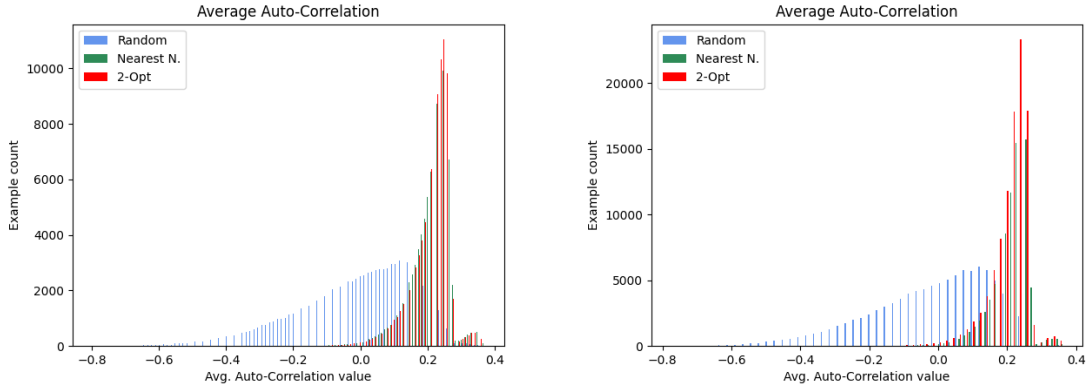 Average Auto-Correlation
Random
Nearest N.
2-Opt
10000
8000
6000
4000
2000
0
Example count
−0.8 −0.6 −0.4 −0.2 0.0 0.2 0.4
Avg. Auto-Correlation value
Average Auto-Correlation
Random
Nearest N.
2-Opt
20000
15000
10000
5000
0
Example count
−0.8 −0.6 −0.4 −0.2 0.0 0.2 0.4
Avg. Auto-Correlation value